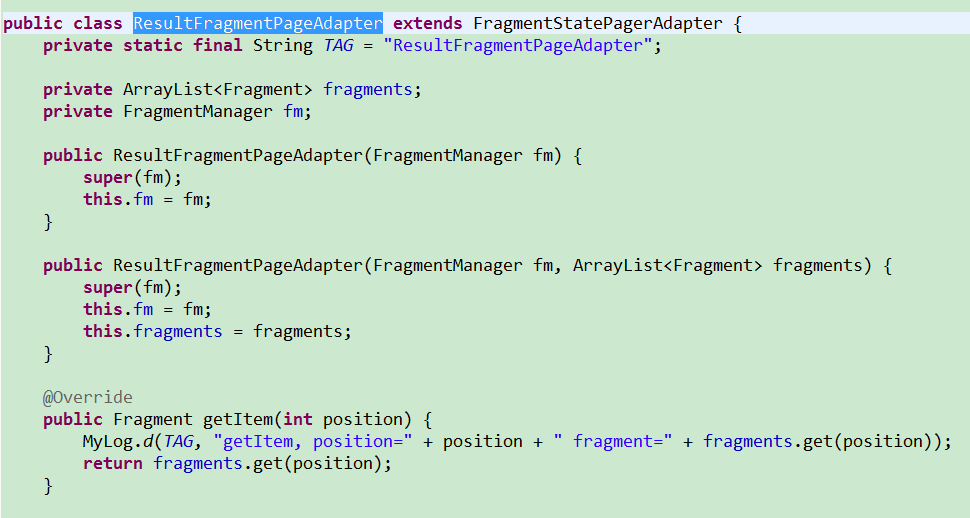 public class ResultFragmentPageAdapter extends FragmentStatePagerAdapter {
    private static final String TAG = "ResultFragmentPageAdapter";
    private ArrayList<Fragment> fragments;
    private FragmentManager fm;
    public ResultFragmentPageAdapter(FragmentManager fm) {
        super(fm);
        this.fm = fm;
    }
    public ResultFragmentPageAdapter(FragmentManager fm, ArrayList<Fragment> fragments) {
        super(fm);
        this.fm = fm;
        this.fragments = fragments;
    }
    @Override
    public Fragment getItem(int position) {
        MyLog.d(TAG, "getItem, position=" + position + " fragment=" + fragments.get(position));
        return fragments.get(position);
    }